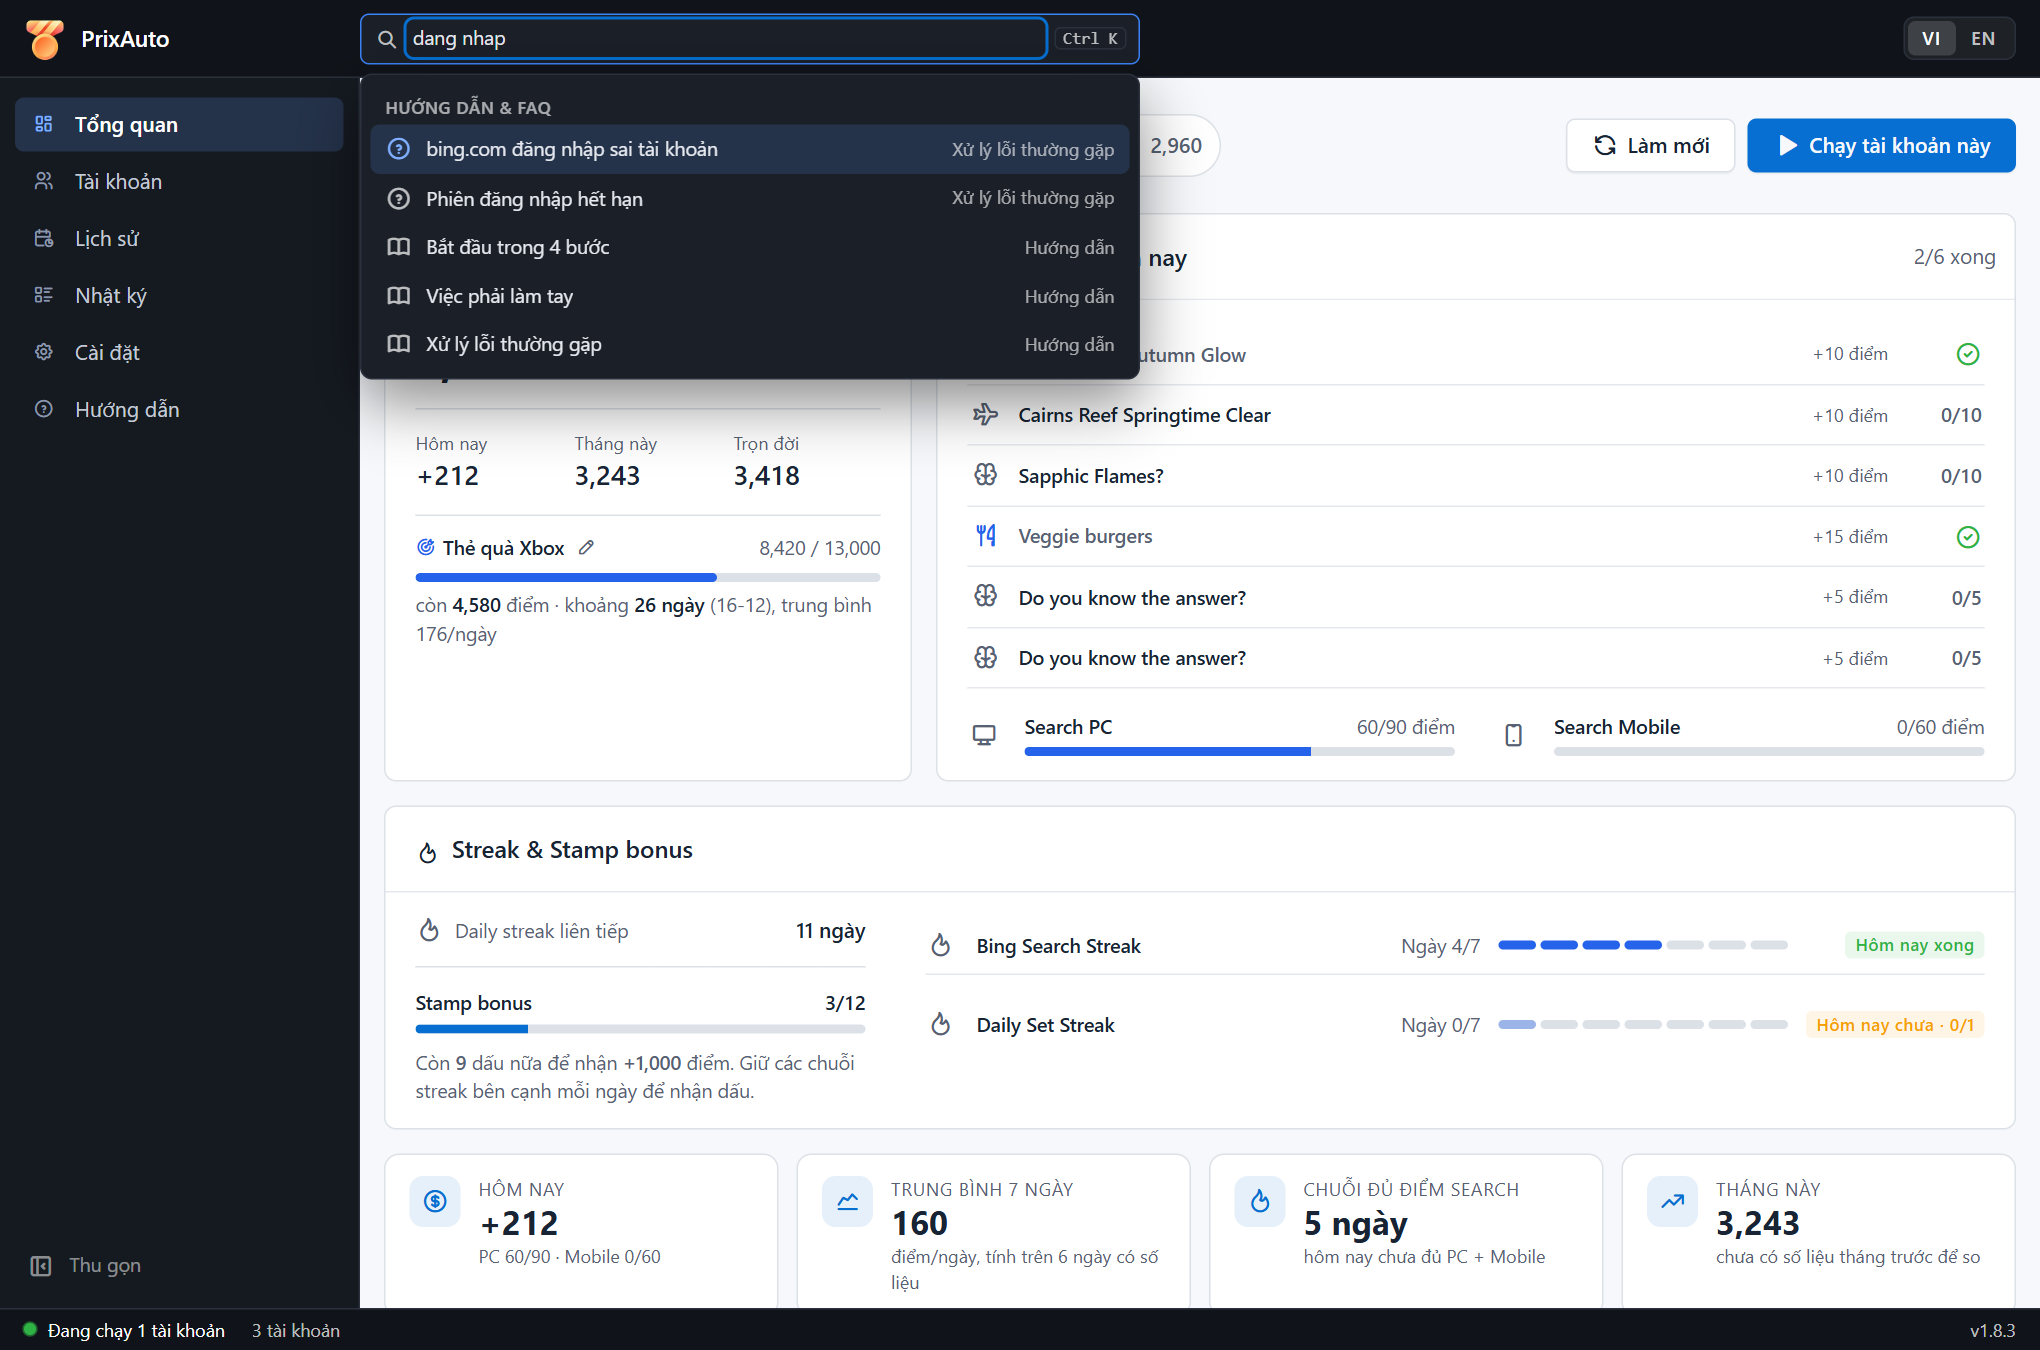 PrixAuto
dang nhap
Ctrl K
VI
EN
Tổng quan
Tài khoản
Lịch sử
Nhật ký
Cài đặt
Hướng dẫn
Thu gọn
HƯỚNG DẪN & FAQ
bing.com đăng nhập sai tài khoản
Xử lý lỗi thường gặp
Phiên đăng nhập hết hạn
Xử lý lỗi thường gặp
Bắt đầu trong 4 bước
Hướng dẫn
Việc phải làm tay
Hướng dẫn
Xử lý lỗi thường gặp
Hướng dẫn
2,960
Làm mới
Chạy tài khoản này
Hôm nay
+212
Tháng này
3,243
Trọn đời
3,418
Thẻ quà Xbox
8,420 / 13,000
còn 4,580 điểm · khoảng 26 ngày (16-12), trung bình
176/ngày
nay
2/6 xong
utumn Glow
+10 điểm
Cairns Reef Springtime Clear
+10 điểm
0/10
Sapphic Flames?
+10 điểm
0/10
Veggie burgers
+15 điểm
Do you know the answer?
+5 điểm
0/5
Do you know the answer?
+5 điểm
0/5
Search PC
60/90 điểm
Search Mobile
0/60 điểm
Streak & Stamp bonus
Daily streak liên tiếp
11 ngày
Stamp bonus
3/12
Còn 9 dấu nữa để nhận +1,000 điểm. Giữ các chuỗi
streak bên cạnh mỗi ngày để nhận dấu.
Bing Search Streak
Ngày 4/7
Hôm nay xong
Daily Set Streak
Ngày 0/7
Hôm nay chưa · 0/1
HÔM NAY
+212
PC 60/90 · Mobile 0/60
TRUNG BÌNH 7 NGÀY
160
điểm/ngày, tính trên 6 ngày có số
liệu
CHUỖI ĐỦ ĐIỂM SEARCH
5 ngày
hôm nay chưa đủ PC + Mobile
THÁNG NÀY
3,243
chưa có số liệu tháng trước để so
Đang chạy 1 tài khoản
3 tài khoản
v1.8.3